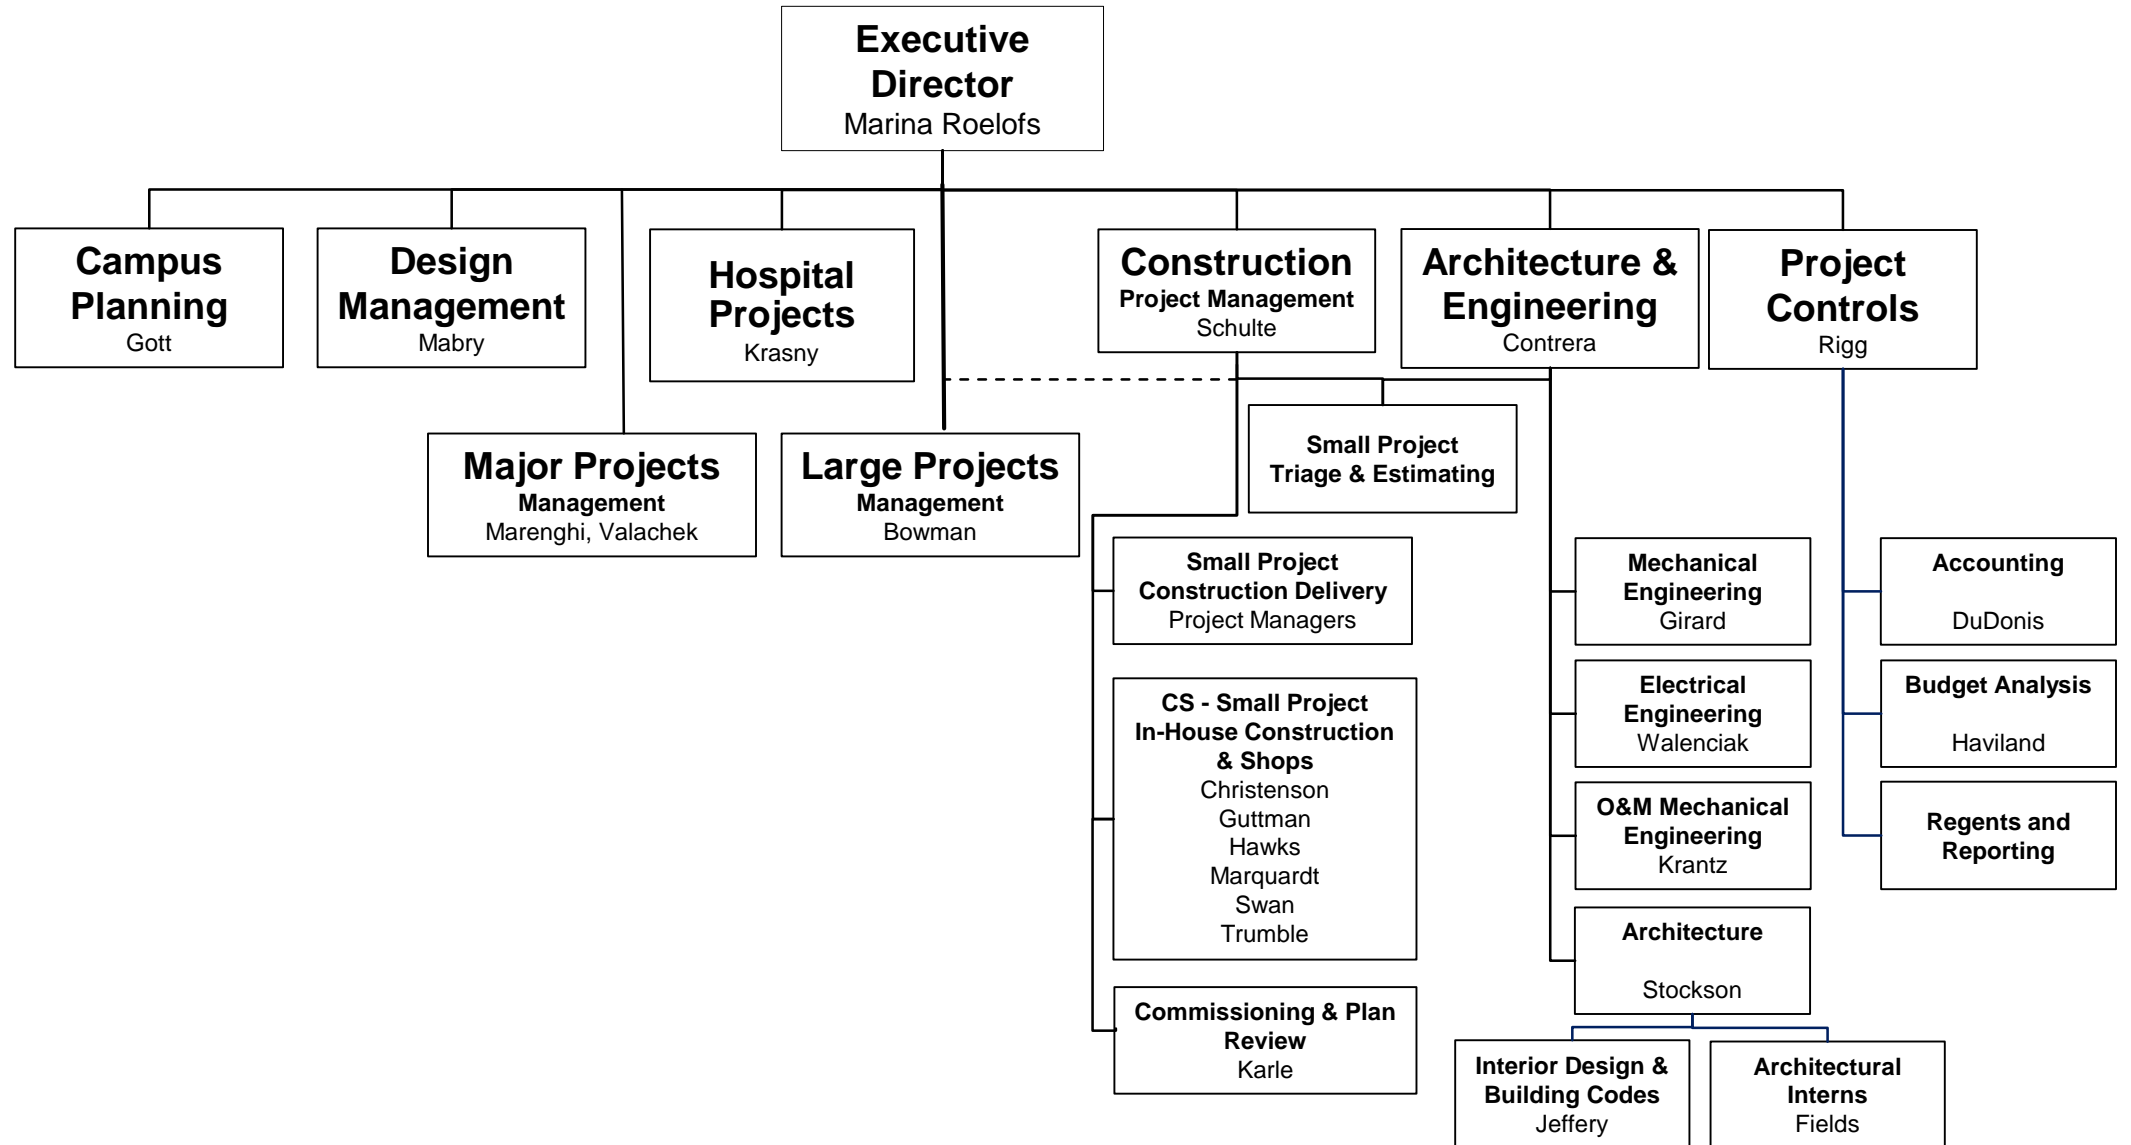 Executive
Director
Marina Roelofs
Campus
Planning
Gott
Design
Management
Mabry
Hospital
Projects
Krasny
Construction
Project Management
Schulte
Architecture &
Engineering
Contrera
Project
Controls
Rigg
Major Projects
Management
Marenghi, Valachek
Large Projects
Management
Bowman
Small Project
Triage & Estimating
Small Project
Construction Delivery
Project Managers
CS - Small Project
In-House Construction
& Shops
Christenson
Guttman
Hawks
Marquardt
Swan
Trumble
Commissioning & Plan
Review
Karle
Mechanical
Engineering
Girard
Electrical
Engineering
Walenciak
O&M Mechanical
Engineering
Krantz
Architecture
Stockson
Interior Design &
Building Codes
Jeffery
Architectural
Interns
Fields
Accounting
DuDonis
Budget Analysis
Haviland
Regents and
Reporting